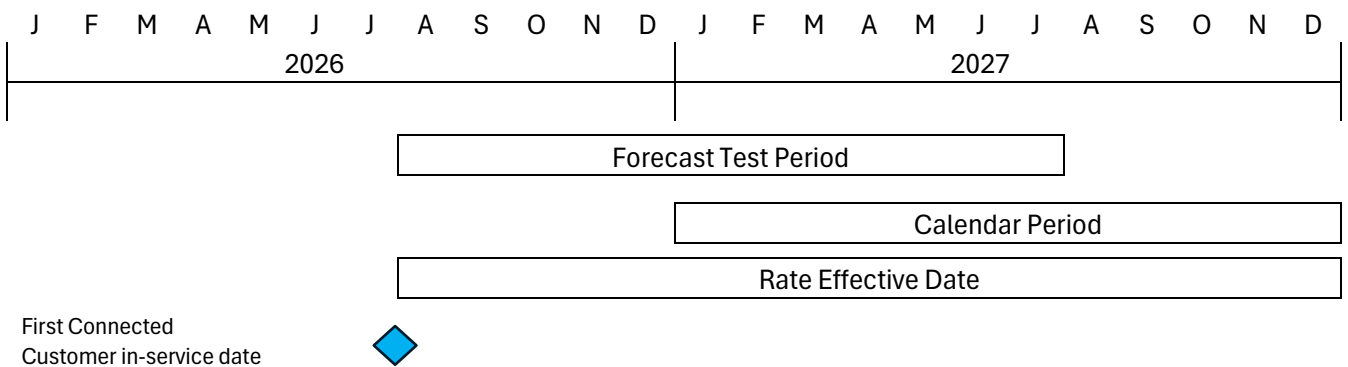 J F M A M J J A S O N D J F M A M J J A S O N D
2026 2027
Forecast Test Period
Calendar Period
Rate Effective Date
First Connected
Customer in-service date